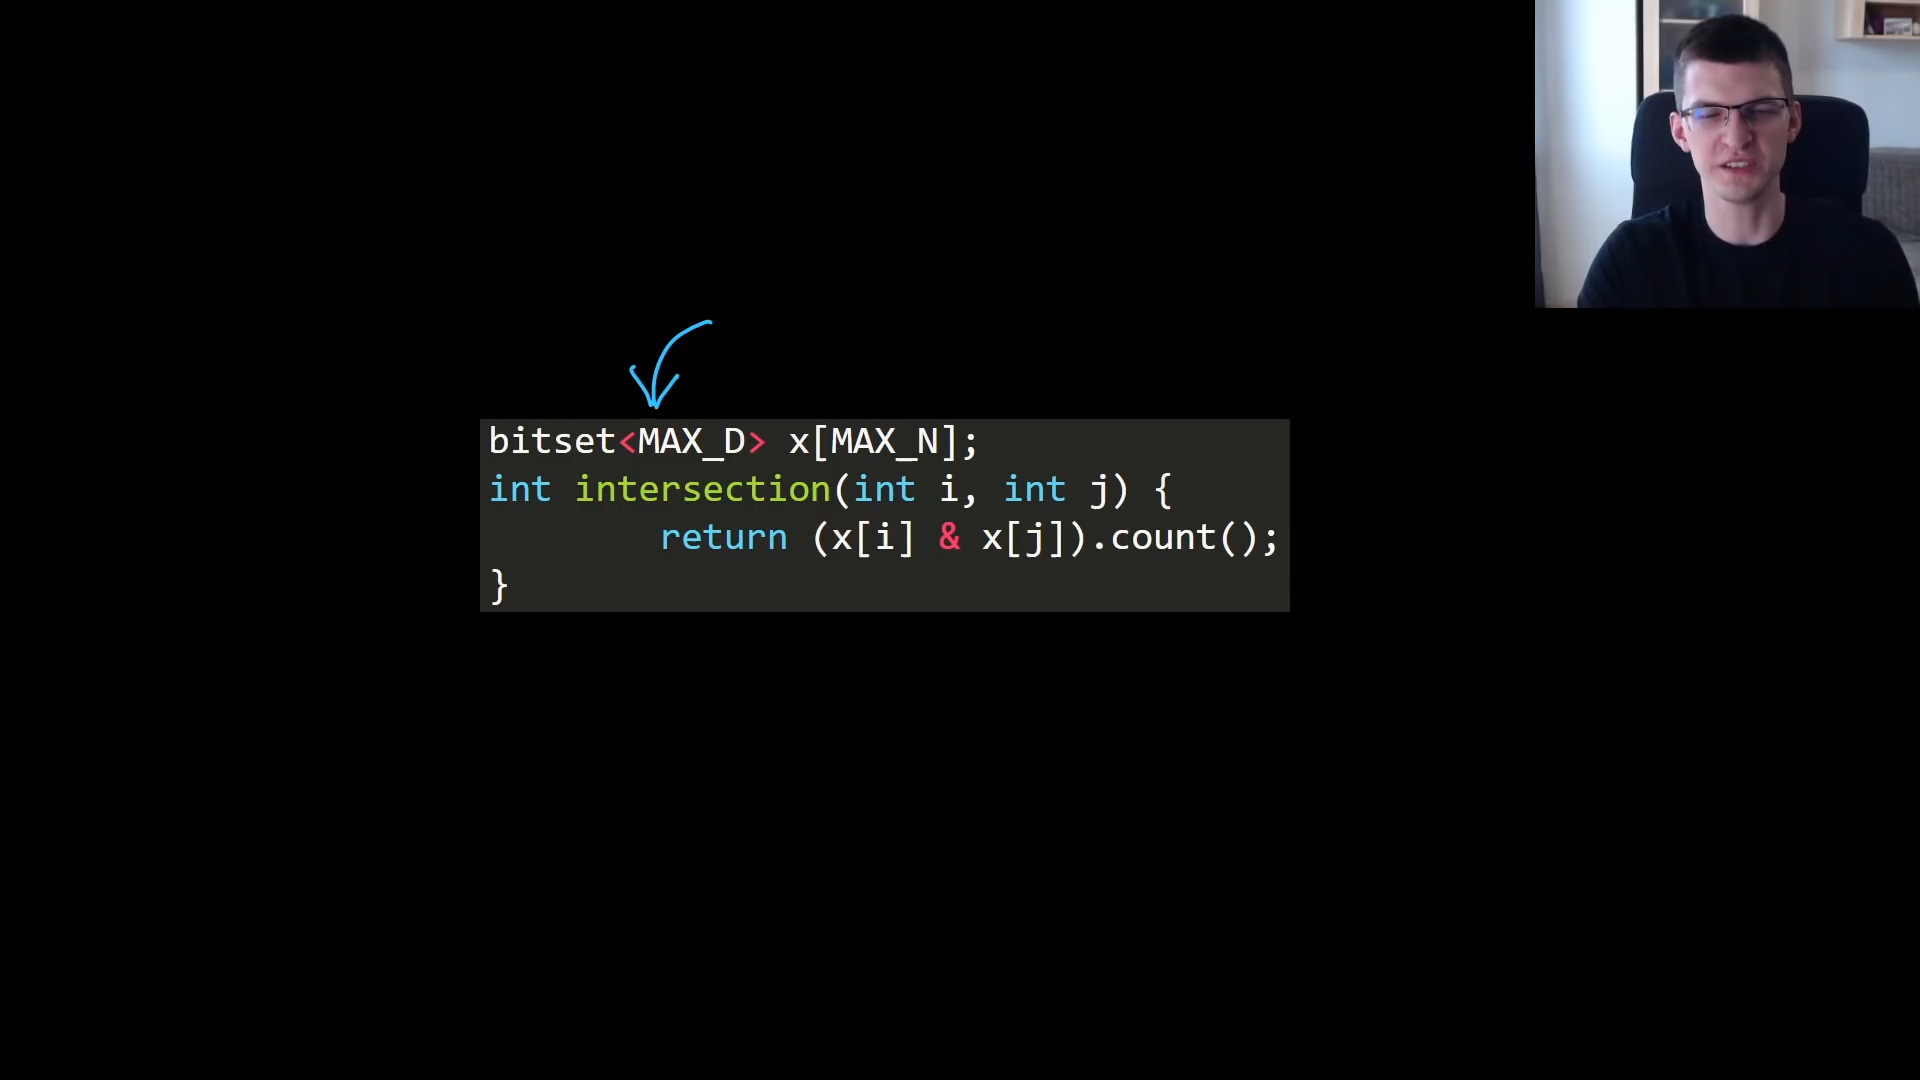 bitset<MAX_D> x[MAX_N];
int intersection(int i, int j) {
        return (x[i] & x[j]).count();
}